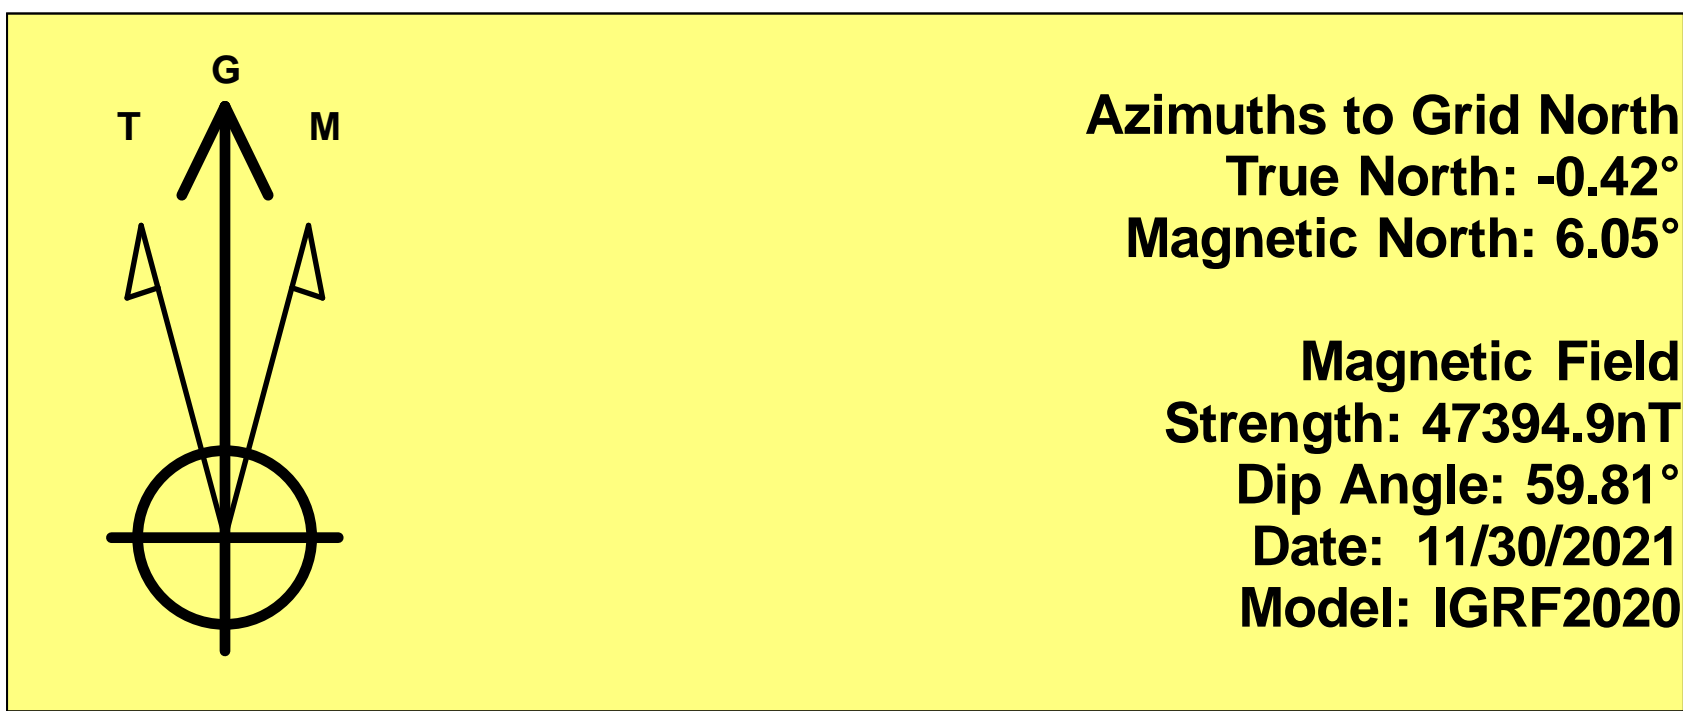 G
T
M
Azimuths to Grid North
True North: -0.42°
Magnetic North: 6.05°
Magnetic Field
Strength: 47394.9nT
Dip Angle: 59.81°
Date: 11/30/2021
Model: IGRF2020